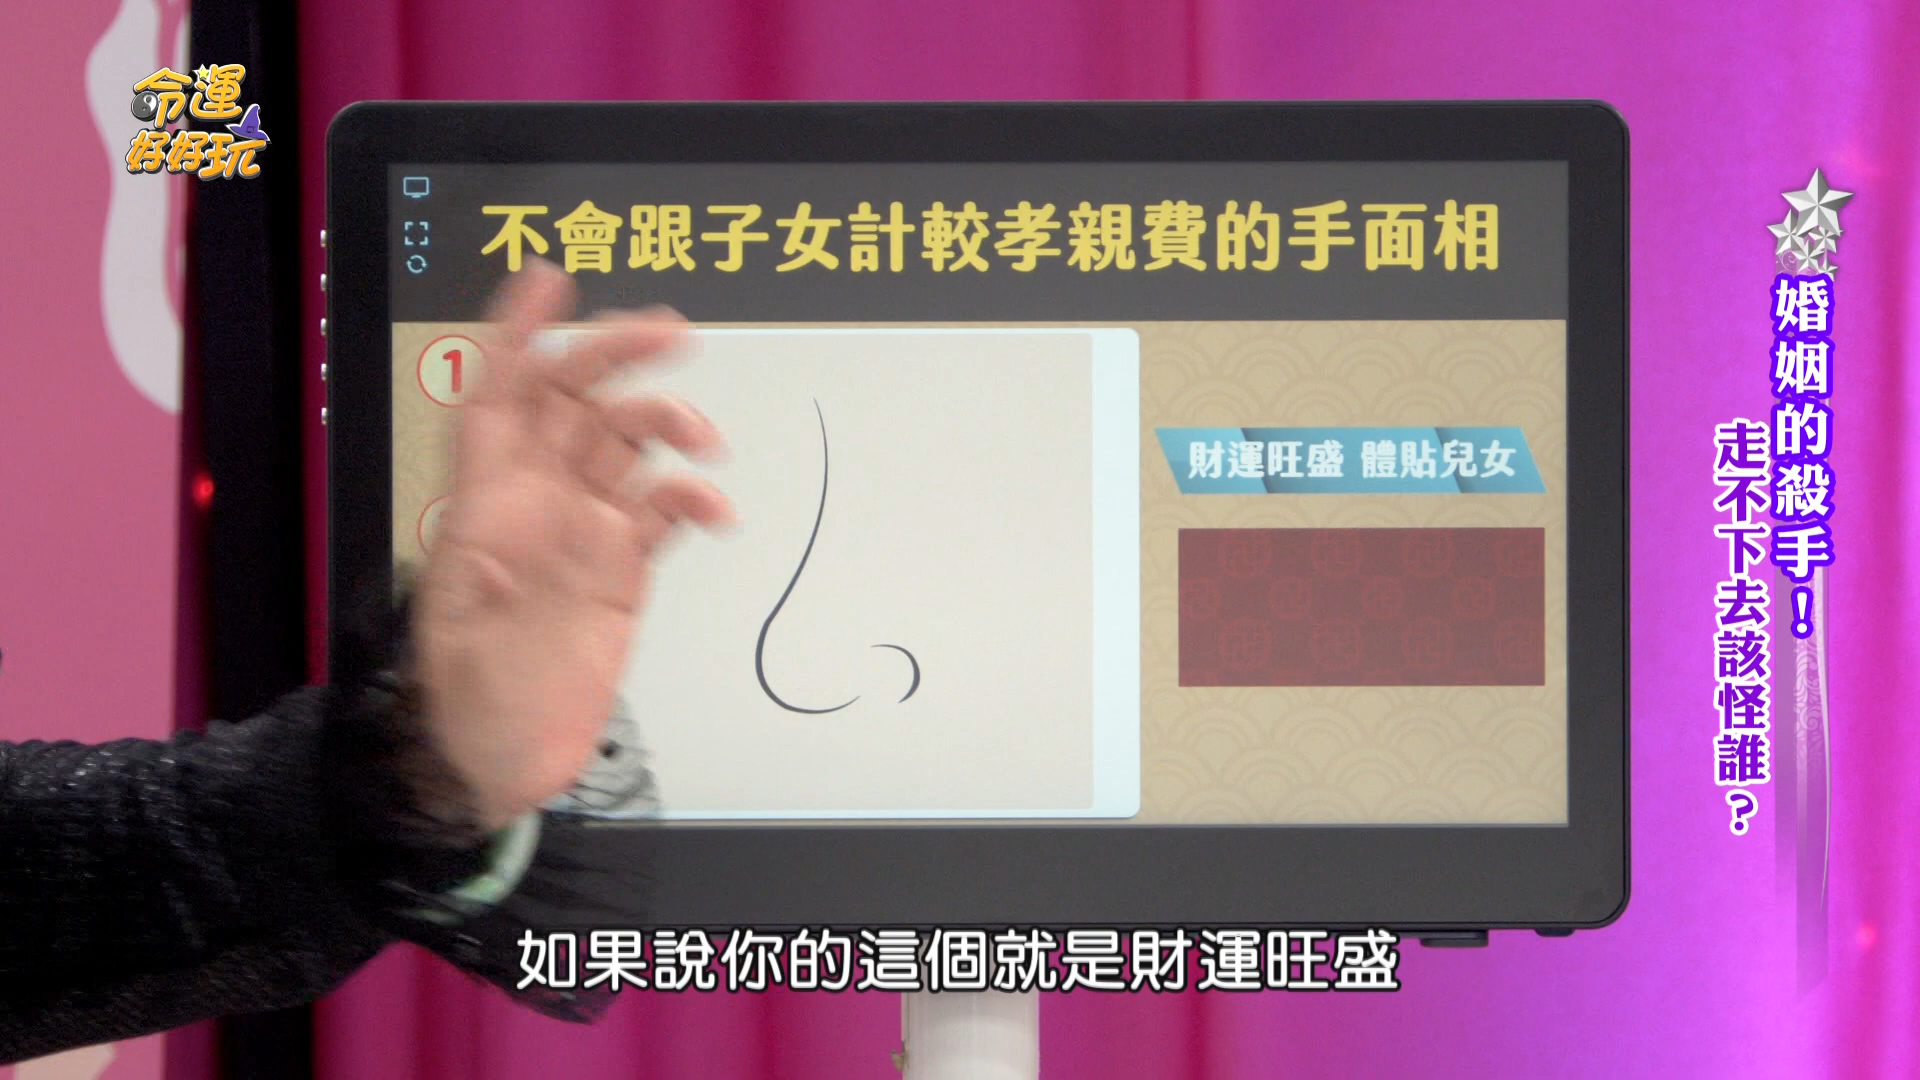 命運
好好玩
不會跟子女計較孝親費的手面相
1
財運旺盛 體貼兒女
婚姻的殺手！
走不下去該怪誰？
如果說你的這個就是財運旺盛